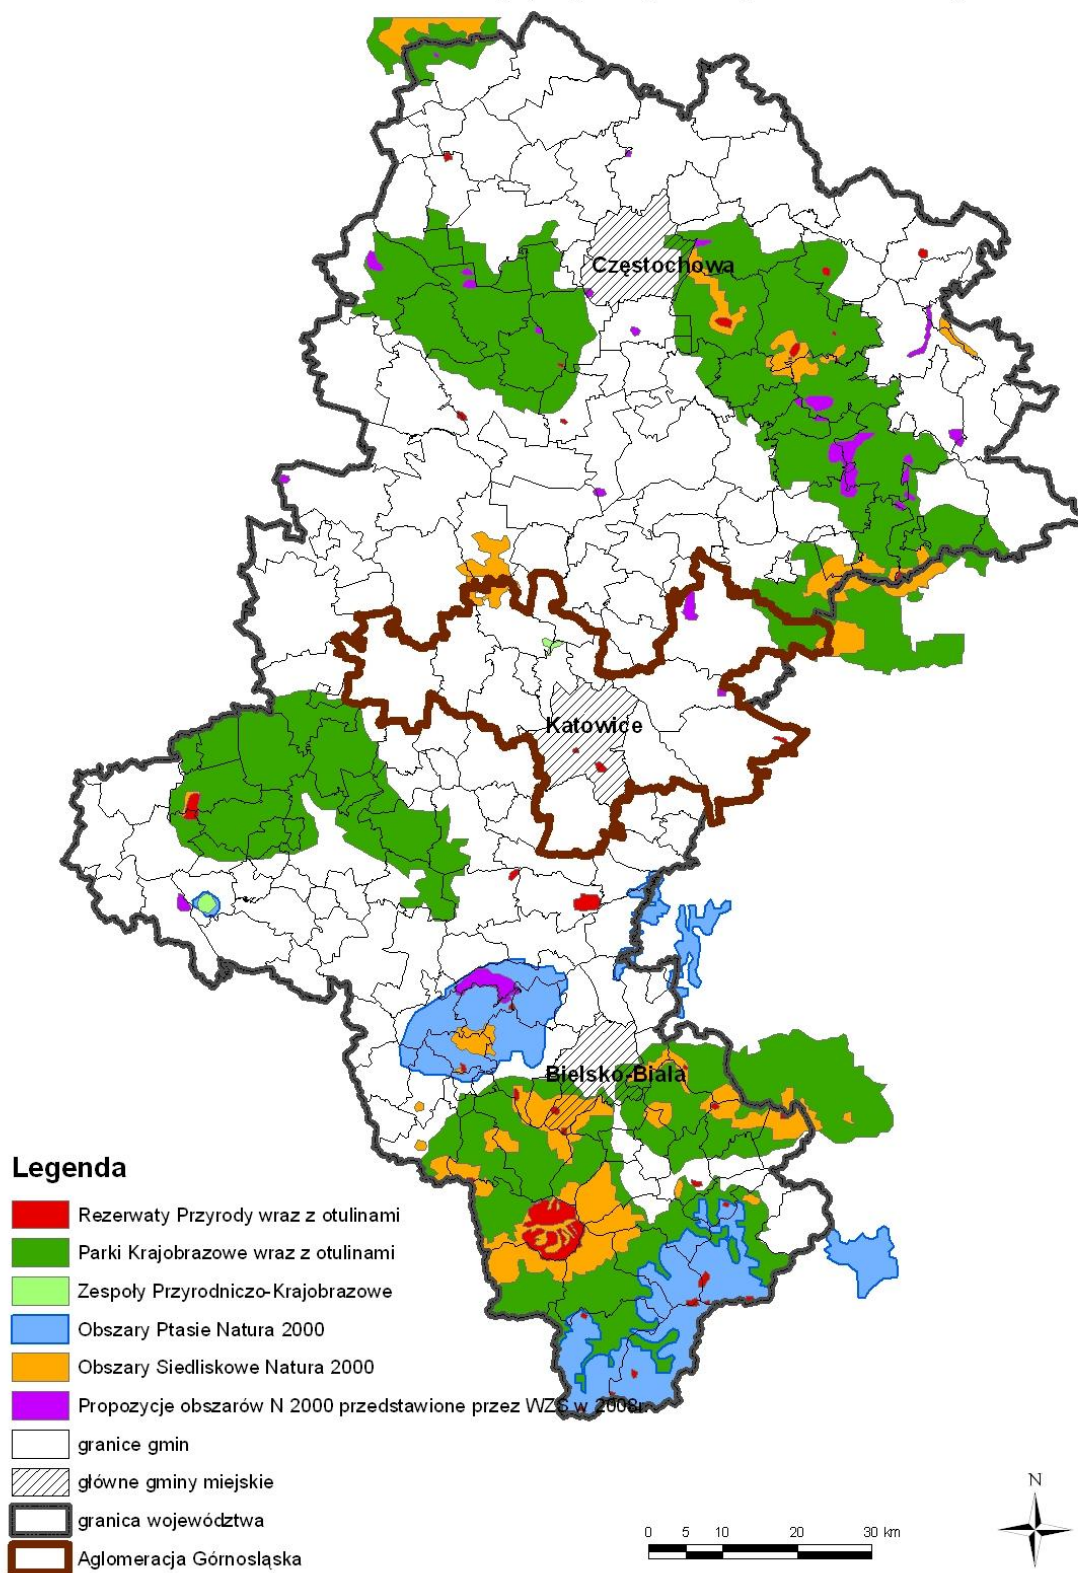 Częstochowa
Katowice
Bielsko-Biala
Legenda
Rezerwaty Przyrody wraz z otulinami
Parki Krajobrazowe wraz z otulinami
Zespoły Przyrodniczo-Krajobrazowe
Obszary Ptasie Natura 2000
Obszary Siedliskowe Natura 2000
Propozycje obszarów N 2000 przedstawione przez WZS w 2008r.
granice gmin
główne gminy miejskie
granica województwa
Aglomeracja Górnośląska
0 5 10 20 30 km
N